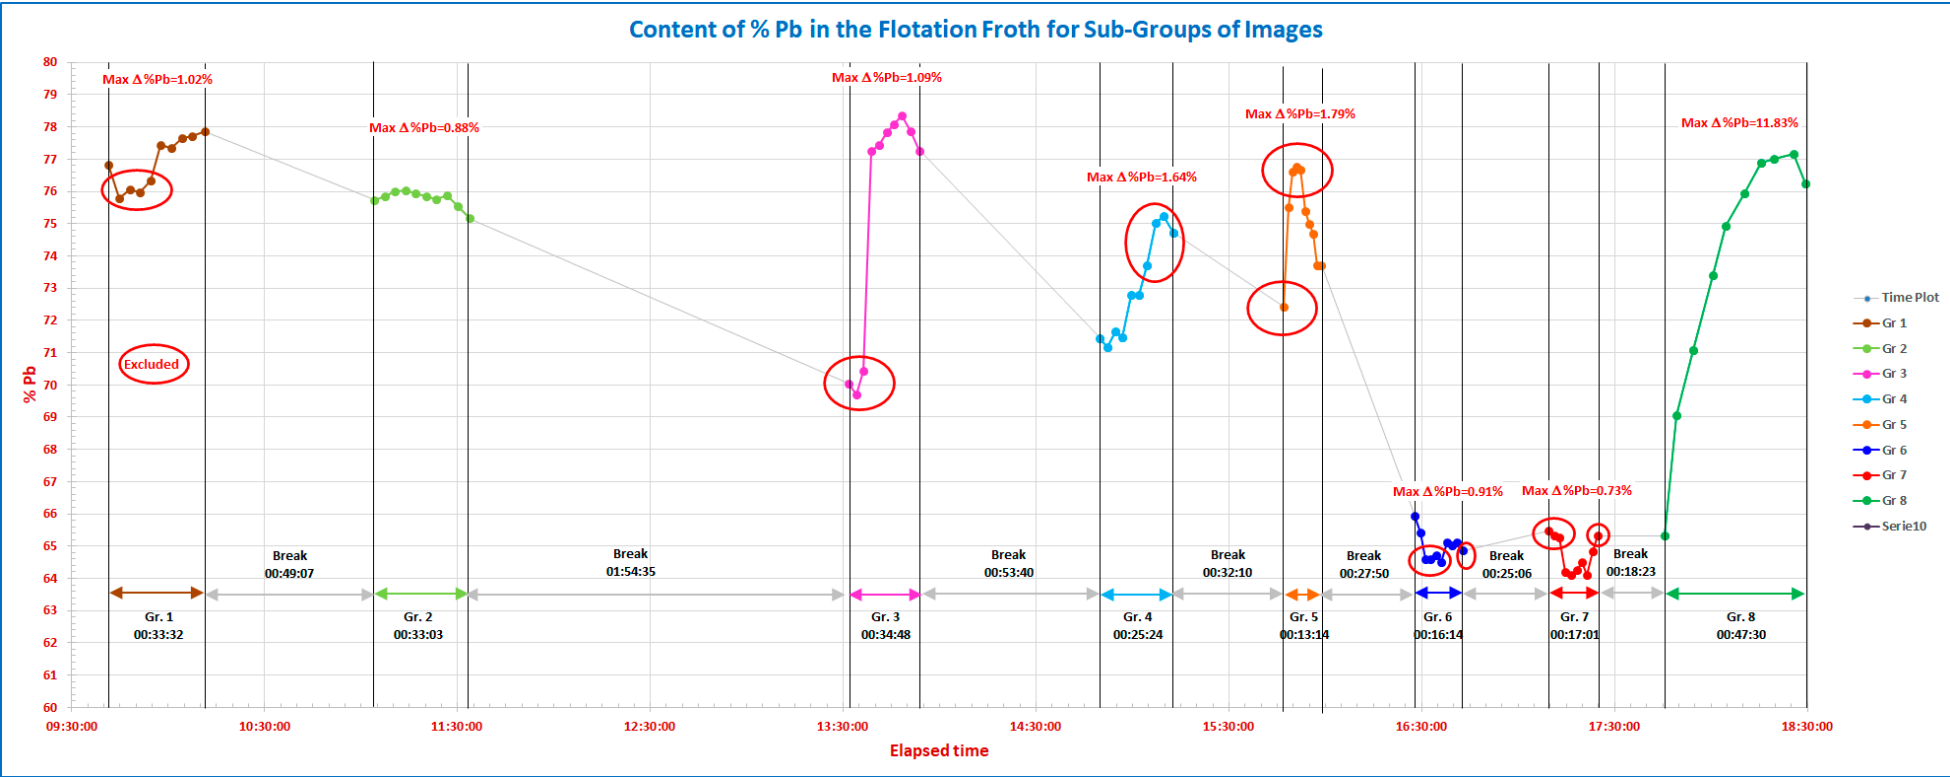 Content of % Pb in the Flotation Froth for Sub-Groups of Images
80
79
78
77
76
75
74
73
72
71
70
69
68
67
66
65
64
63
62
61
60
% Pb
Max Δ%Pb=1.02%
Max Δ%Pb=0.88%
Max Δ%Pb=1.09%
Max Δ%Pb=1.64%
Max Δ%Pb=1.79%
Max Δ%Pb=0.91%
Max Δ%Pb=0.73%
Max Δ%Pb=11.83%
Excluded
Break
00:49:07
Break
01:54:35
Break
00:53:40
Break
00:32:10
Break
00:27:50
Break
00:25:06
Break
00:18:23
Gr. 1
00:33:32
Gr. 2
00:33:03
Gr. 3
00:34:48
Gr. 4
00:25:24
Gr. 5
00:13:14
Gr. 6
00:16:14
Gr. 7
00:17:01
Gr. 8
00:47:30
09:30:00
10:30:00
11:30:00
12:30:00
13:30:00
14:30:00
15:30:00
16:30:00
17:30:00
18:30:00
Elapsed time
Time Plot
Gr 1
Gr 2
Gr 3
Gr 4
Gr 5
Gr 6
Gr 7
Gr 8
Serie10